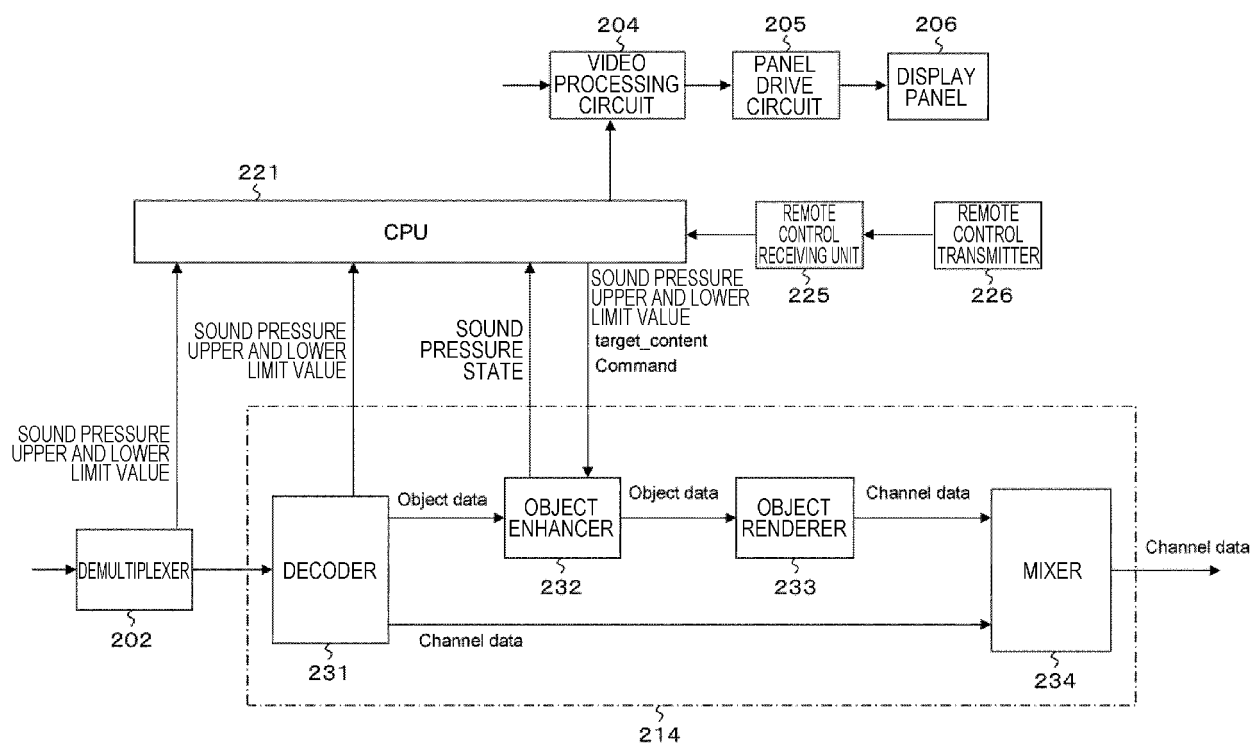 204
205
206
VIDEO
PROCESSING
CIRCUIT
PANEL
DRIVE
CIRCUIT
DISPLAY
PANEL
221
CPU
REMOTE
CONTROL
RECEIVING UNIT
225
REMOTE
CONTROL
TRANSMITTER
226
SOUND PRESSURE
UPPER AND LOWER
LIMIT VALUE
SOUND PRESSURE
UPPER AND LOWER
LIMIT VALUE
SOUND
PRESSURE
STATE
SOUND PRESSURE
UPPER AND LOWER
LIMIT VALUE
target_content
Command
DEMULTIPLEXER
202
DECODER
231
Object data
OBJECT
ENHANCER
232
Object data
OBJECT
RENDERER
233
Channel data
Channel data
MIXER
234
Channel data
214